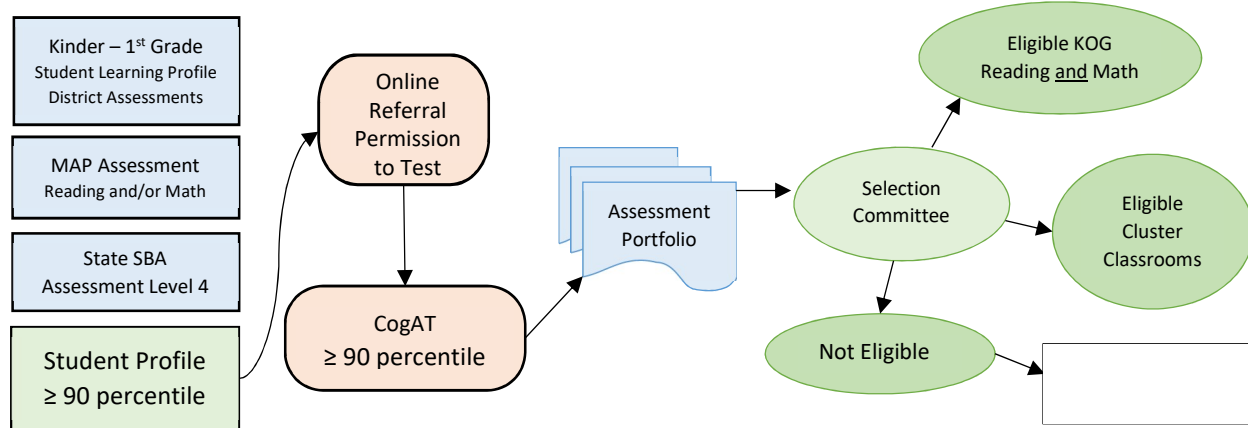 Kinder – 1st Grade
Student Learning Profile
District Assessments
MAP Assessment
Reading and/or Math
State SBA
Assessment Level 4
Student Profile
≥ 90 percentile
Online
Referral
Permission
to Test
CogAT
≥ 90 percentile
Assessment
Portfolio
Selection
Committee
Eligible KOG
Reading and Math
Eligible
Cluster
Classrooms
Not Eligible